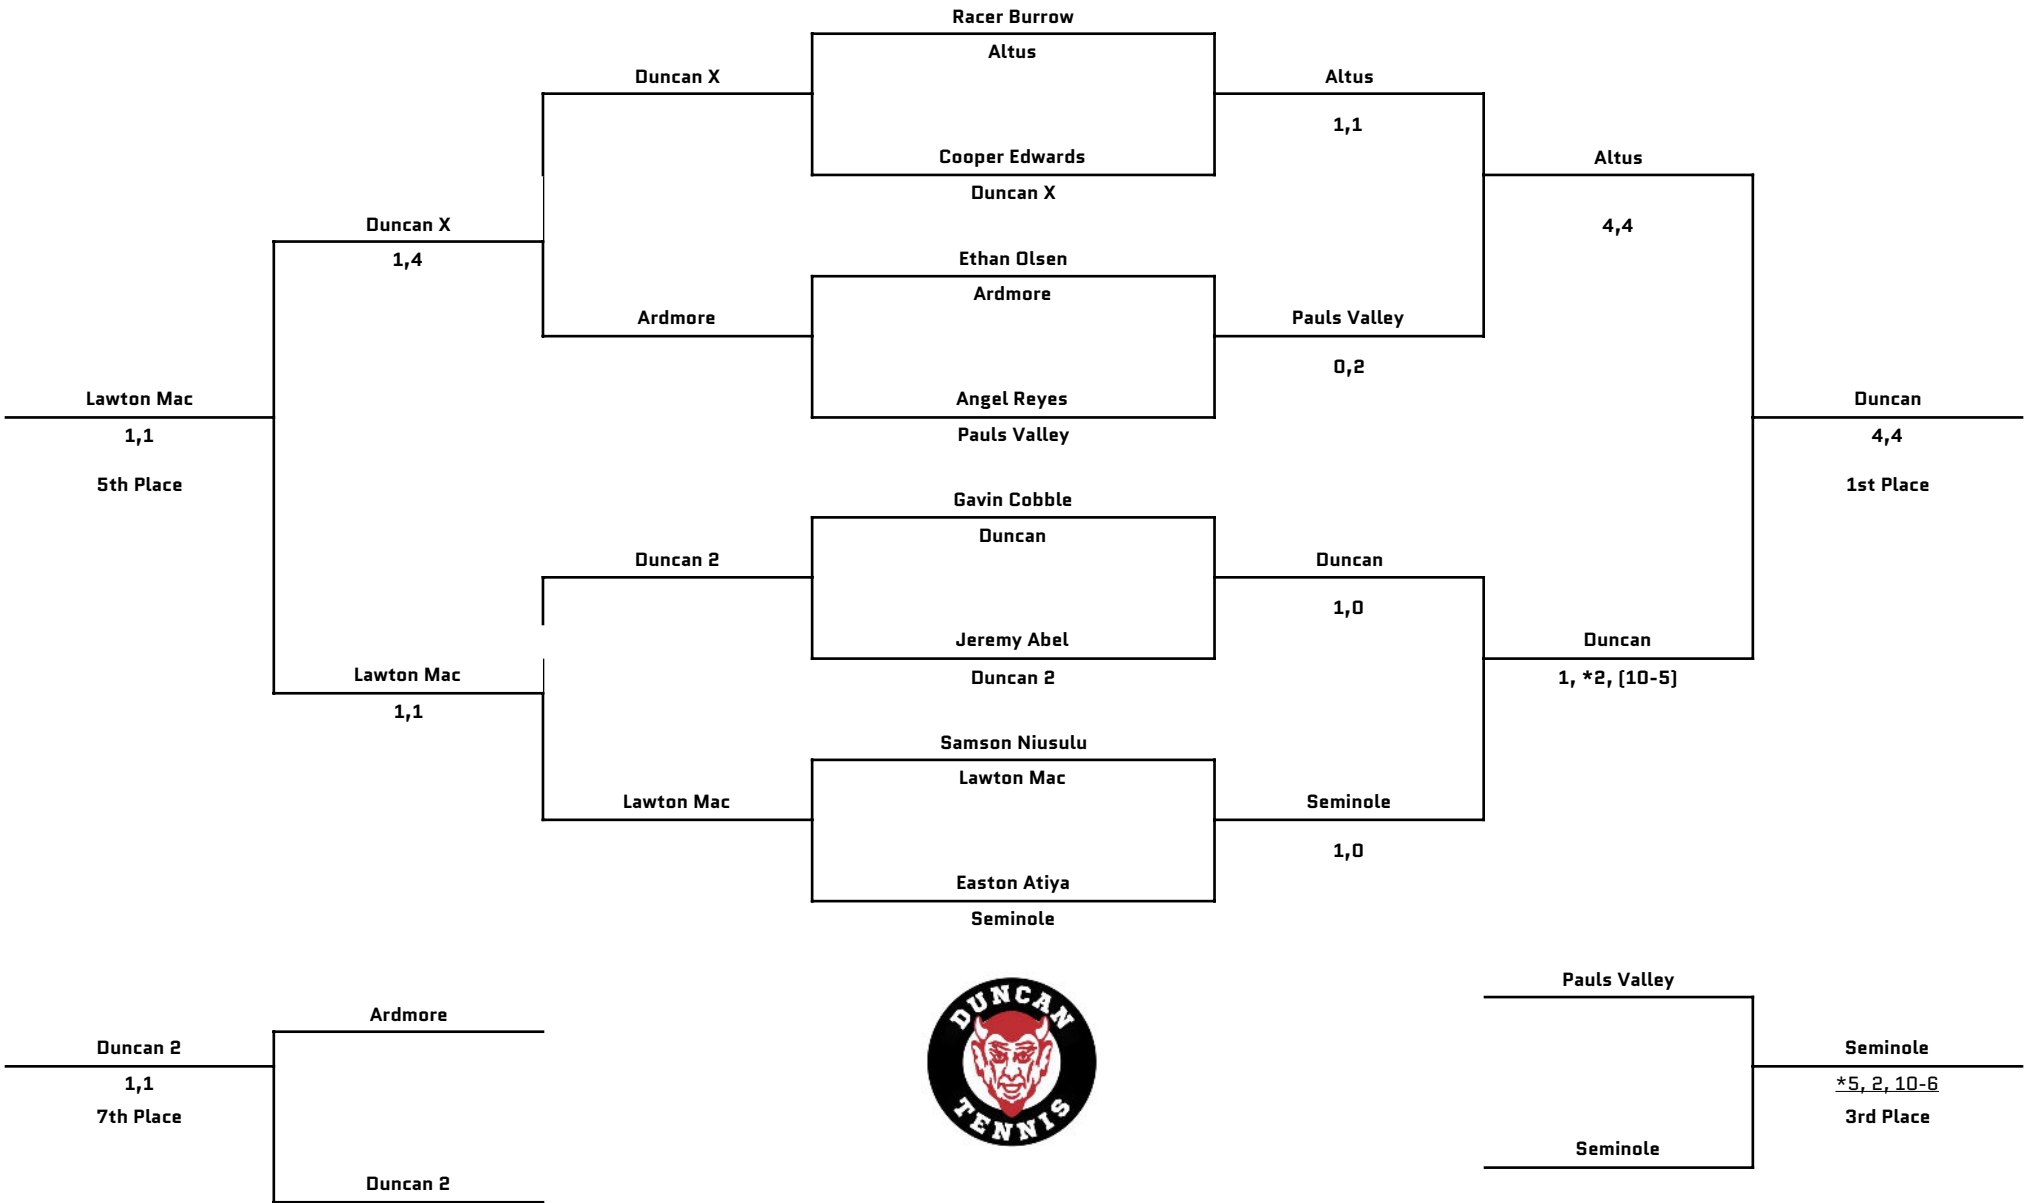 Racer Burrow
Altus
Duncan X
Altus
1,1
Cooper Edwards
Altus
Duncan X
Duncan X
4,4
1,4
Ethan Olsen
Ardmore
Ardmore
Pauls Valley
0,2
Lawton Mac
Angel Reyes
Duncan
1,1
Pauls Valley
4,4
5th Place
1st Place
Gavin Cobble
Duncan
Duncan 2
Duncan
1,0
Jeremy Abel
Duncan
Lawton Mac
Duncan 2
1, *2, (10-5)
1,1
Samson Niusulu
Lawton Mac
Lawton Mac
Seminole
1,0
Easton Atiya
Seminole
Pauls Valley
Ardmore
Duncan 2
Seminole
1,1
*5, 2, 10-6
7th Place
3rd Place
Seminole
Duncan 2
DUNCAN
TENNIS